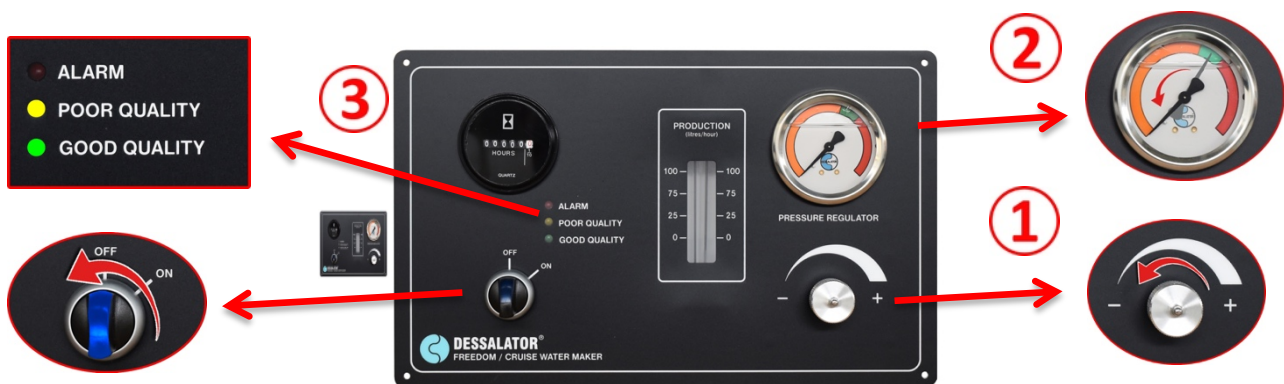 ALARM
POOR QUALITY
GOOD QUALITY
3
2
HOURS
QUARTZ
PRODUCTION
(litres/hour)
100 100
75 75
25 25
0 0
ALARM
POOR QUALITY
GOOD QUALITY
PRESSURE REGULATOR
1
OFF
ON
OFF
ON
- +
- +
DESSALATOR®
FREEDOM / CRUISE WATER MAKER